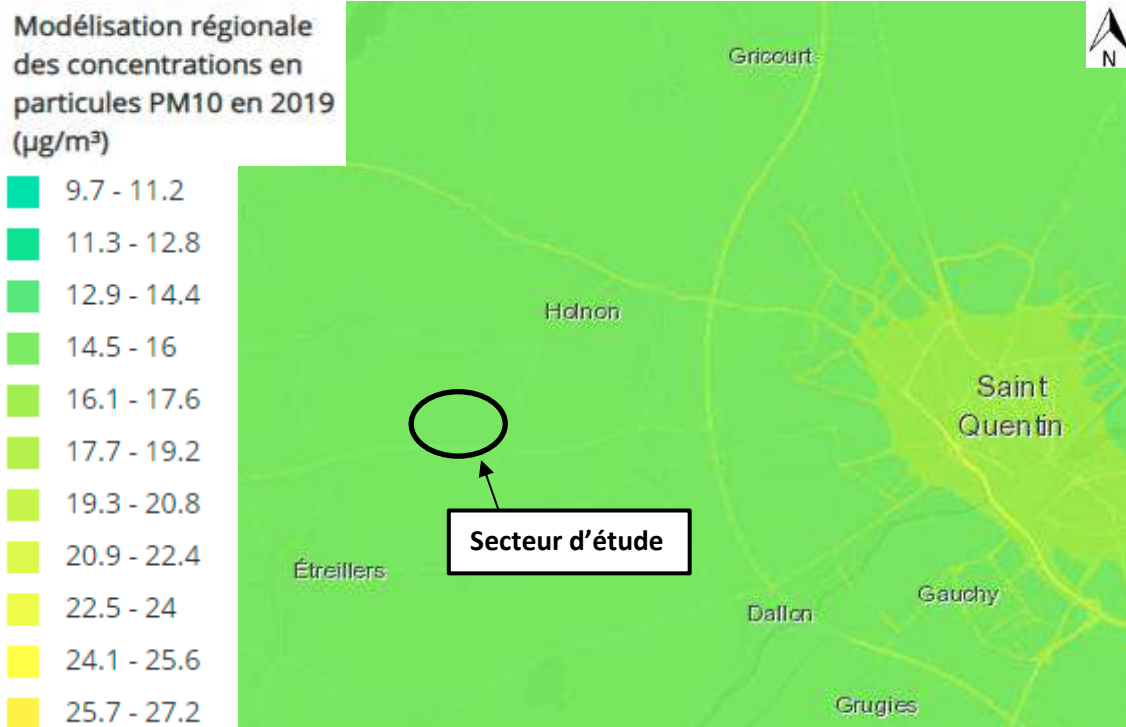 Modélisation régionale
des concentrations en
particules PM10 en 2019
(µg/m³)
9.7 - 11.2
11.3 - 12.8
12.9 - 14.4
14.5 - 16
16.1 - 17.6
17.7 - 19.2
19.3 - 20.8
20.9 - 22.4
22.5 - 24
24.1 - 25.6
25.7 - 27.2
N
Gricourt
Holnon
Saint
Quentin
Secteur d’étude
Étreillers
Gauchy
Dallon
Grugies